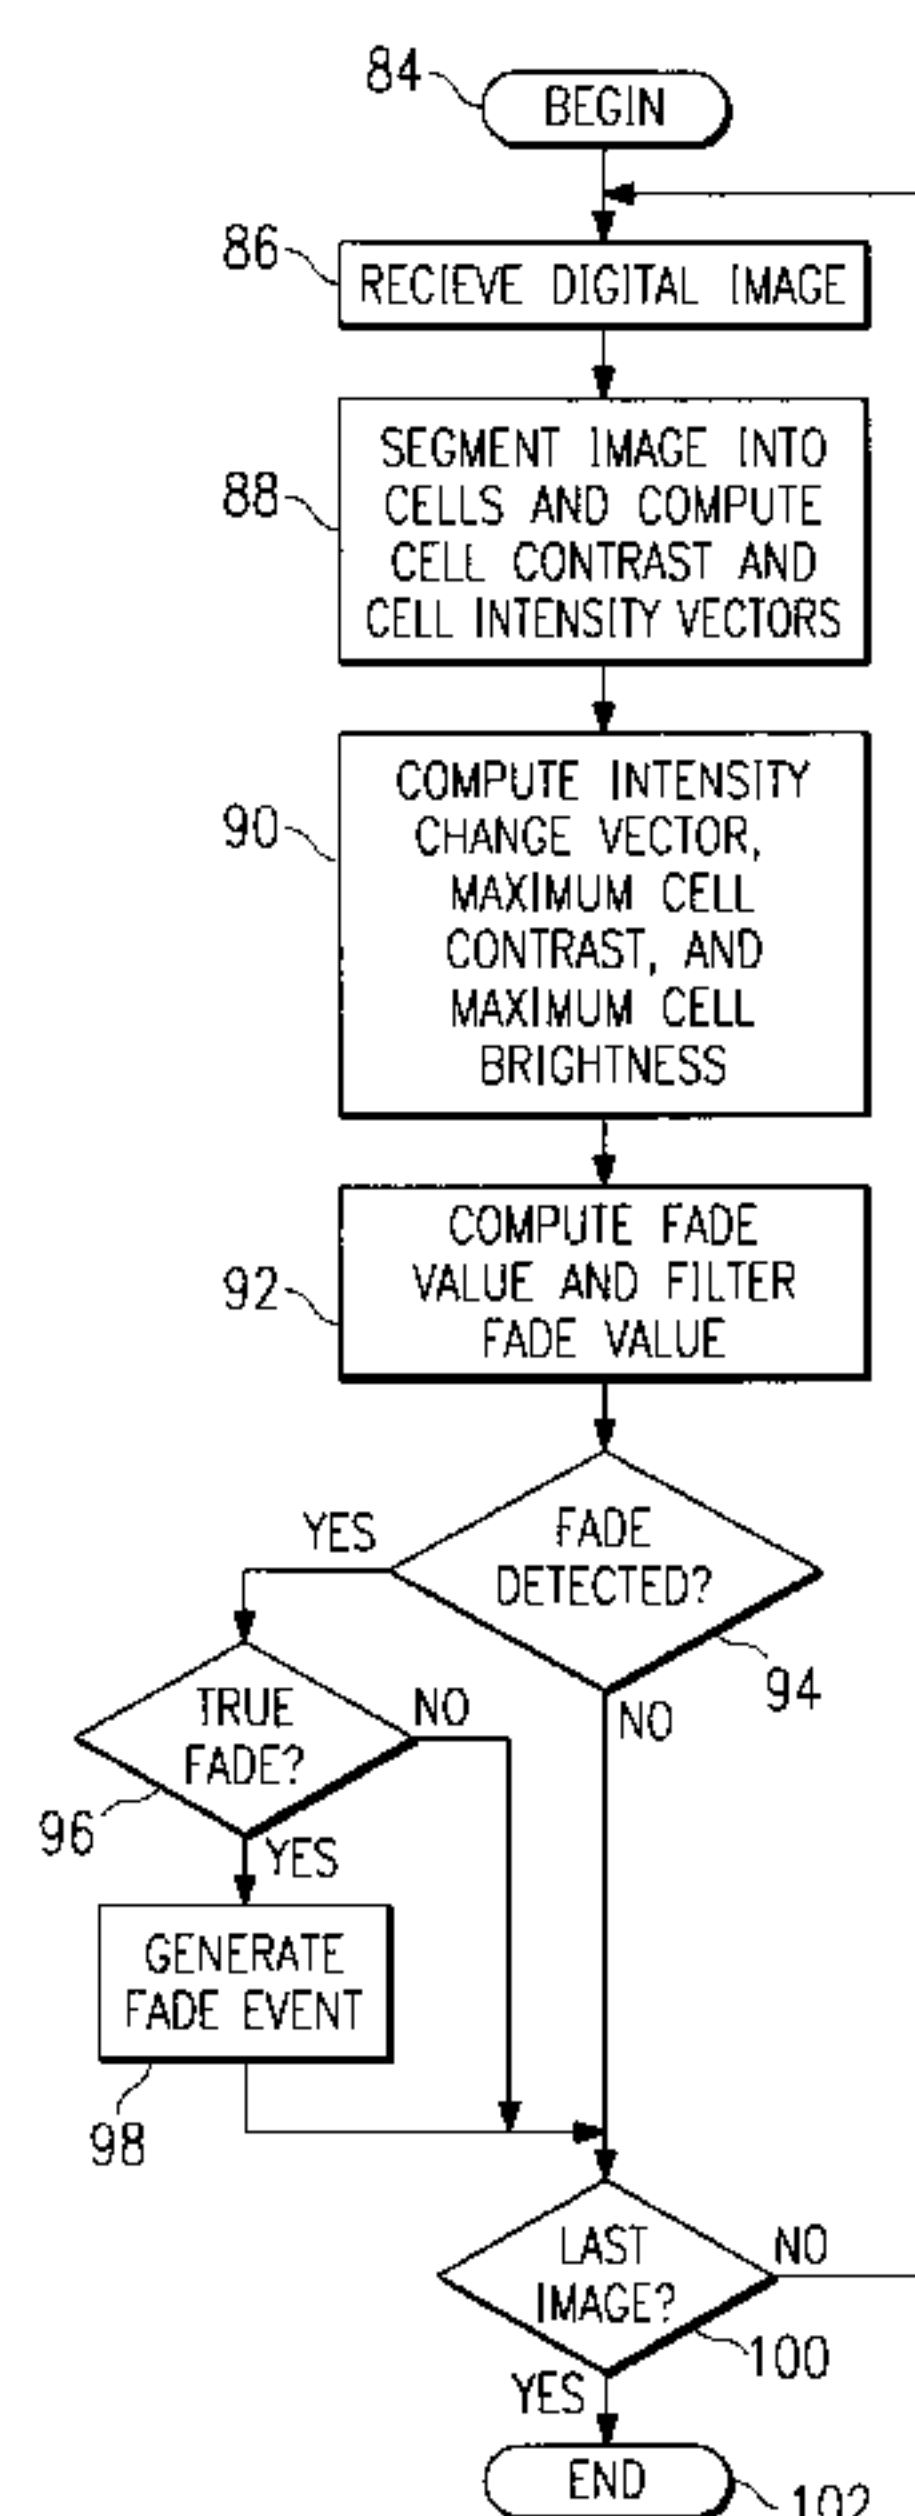 84
BEGIN
86
RECIEVE DIGITAL IMAGE
88
SEGMENT IMAGE INTO
CELLS AND COMPUTE
CELL CONTRAST AND
CELL INTENSITY VECTORS
90
COMPUTE INTENSITY
CHANGE VECTOR,
MAXIMUM CELL
CONTRAST, AND
MAXIMUM CELL
BRIGHTNESS
92
COMPUTE FADE
VALUE AND FILTER
FADE VALUE
YES
FADE
DETECTED?
94
NO
TRUE
FADE?
NO
96
YES
GENERATE
FADE EVENT
98
LAST
IMAGE?
NO
100
YES
END
102